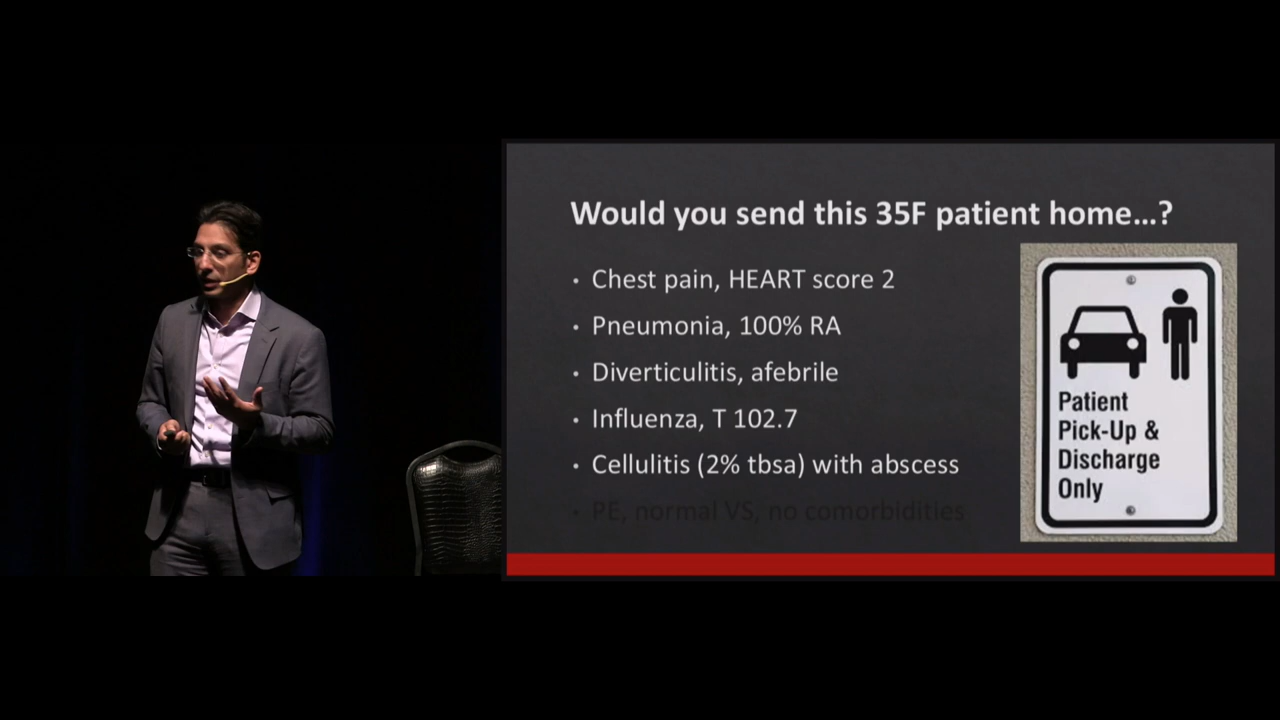 Would you send this 35F patient home...?
• Chest pain, HEART score 2
• Pneumonia, 100% RA
• Diverticulitis, afebrile
• Influenza, T 102.7
• Cellulitis (2% tbsa) with abscess
• PE, normal VS, no comorbidities
Patient
Pick-Up &
Discharge
Only